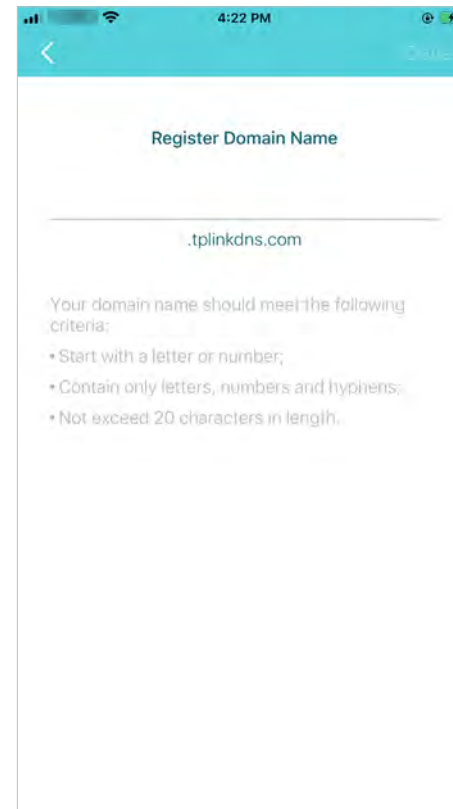 4:22 PM
Register Domain Name
.tplinkdns.com
Your domain name should meet the following
criteria:
• Start with a letter or number;
• Contain only letters, numbers and hyphens;
• Not exceed 20 characters in length.